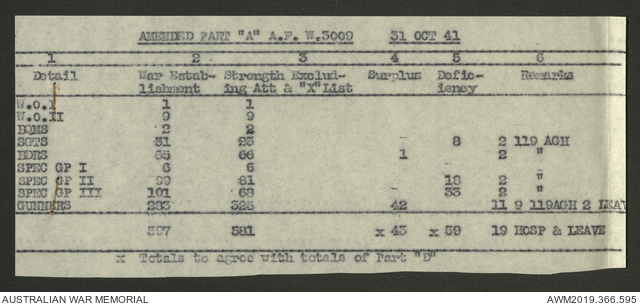 AMENDED PART "A" A.F. W.3009 31 OCT 41
1 2 3 4 5 6
Detail War Estab- Strength Exclud- Surplus Defic- Remarks
lishment ing Att & "X" List iency
W.O.I 1 1
W.O.II 9 9
BQMS 2 2
SGTS 31 23 8 2 119 AGH
BDRS 65 66 1 2 "
SPEC GP I 6 6
SPEC GP II 99 81 18 2 "
SPEC GP III 101 68 33 2 "
GUNNERS 283 325 42 11 9 119AGH 2 LEAV
597 581 x 43 x 59 19 HOSP & LEAVE
x Totals to agree with totals of Part "D"
AUSTRALIAN WAR MEMORIAL AWM2019.366.595